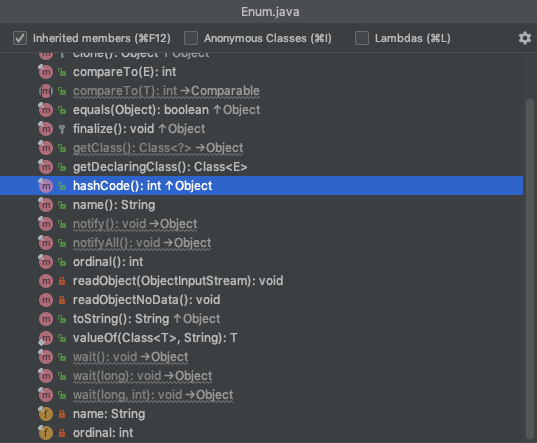 Enum.java
Inherited members (⌘F12) Anonymous Classes (⌘I) Lambdas (⌘L)
clone(): Object ↑Object
compareTo(E): int
compareTo(T): int →Comparable
equals(Object): boolean ↑Object
finalize(): void ↑Object
getClass(): Class<?> →Object
getDeclaringClass(): Class<E>
hashCode(): int ↑Object
name(): String
notify(): void →Object
notifyAll(): void →Object
ordinal(): int
readObject(ObjectInputStream): void
readObjectNoData(): void
toString(): String ↑Object
valueOf(Class<T>, String): T
wait(): void →Object
wait(long): void →Object
wait(long, int): void →Object
name: String
ordinal: int